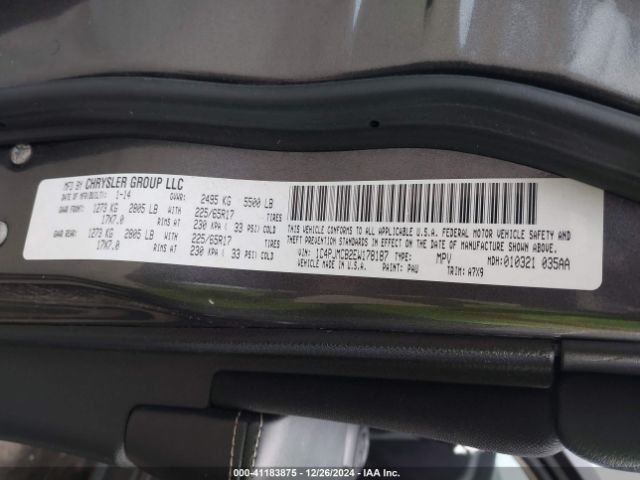 MFD BY CHRYSLER GROUP LLC
DATE OF MFR 1-14 GVWR: 2495 KG 5500 LB
GAWR FRONT: 1273 KG 2805 LB WITH 225/65R17 TIRES
17X7.0 RIMS AT 230 KPA ( 33 PSI) COLD
GAWR REAR: 1273 KG 2805 LB WITH 225/65R17 TIRES
17X7.0 RIMS AT 230 KPA ( 33 PSI) COLD
THIS VEHICLE CONFORMS TO ALL APPLICABLE U.S.A. FEDERAL MOTOR VEHICLE SAFETY,
BUMPER AND THEFT PREVENTION STANDARDS IN EFFECT ON THE DATE OF MANUFACTURE SHOWN ABOVE.
VIN: 1C4PJMCB2EW178187 TYPE: MPV MDH: 010321 035AA
VEHICLE MADE IN U.S.A. PAINT: PAU TRIM: A7X9
000-41183875 - 12/26/2024 - IAA Inc.